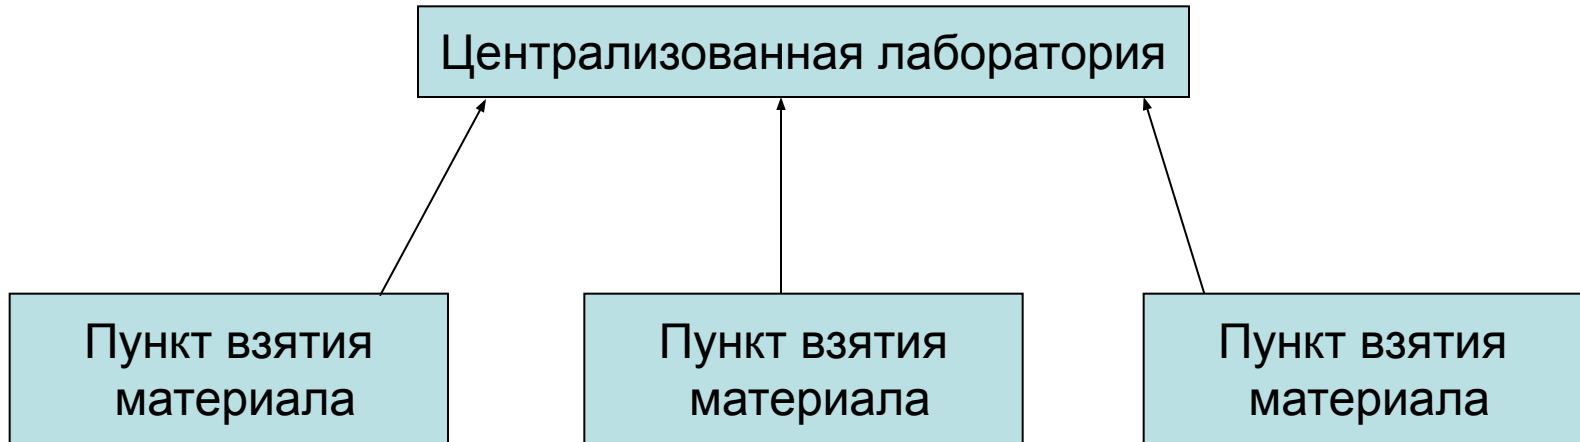 Централизованная лаборатория
Пункт взятия
материала
Пункт взятия
материала
Пункт взятия
материала